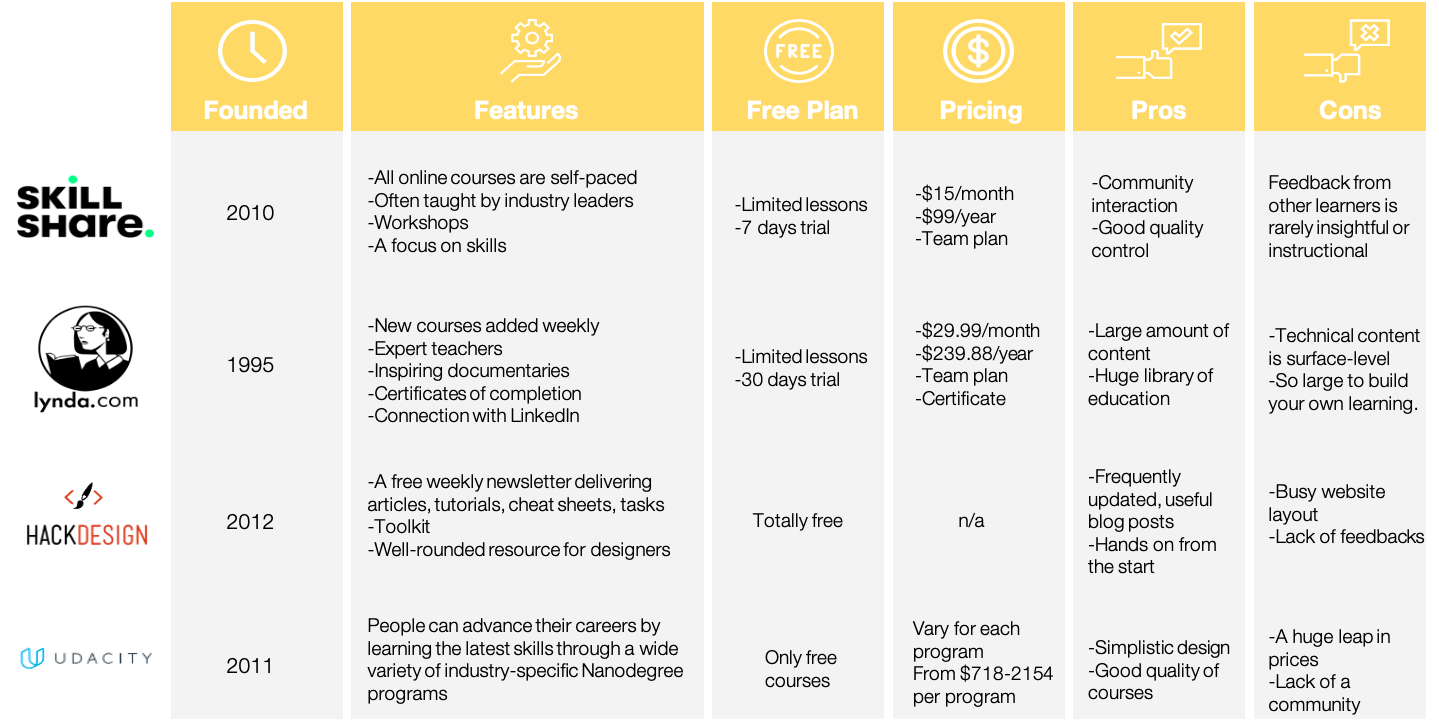 FREE
$
Founded
Features
Free Plan
Pricing
Pros
Cons
SKILL
SHare.
2010
-All online courses are self-paced
-Often taught by industry leaders
-Workshops
-A focus on skills
-Limited lessons
-7 days trial
-$15/month
-$99/year
-Team plan
-Community
interaction
-Good quality
control
Feedback from
other learners is
rarely insightful or
instructional
lynda.com
1995
-New courses added weekly
-Expert teachers
-Inspiring documentaries
-Certificates of completion
-Connection with LinkedIn
-Limited lessons
-30 days trial
-$29.99/month
-$239.88/year
-Team plan
-Certificate
-Large amount of
content
-Huge library of
education
-Technical content
is surface-level
-So large to build
your own learning.
HACKDESIGN
2012
-A free weekly newsletter delivering
articles, tutorials, cheat sheets, tasks
-Toolkit
-Well-rounded resource for designers
Totally free
n/a
-Frequently
updated, useful
blog posts
-Hands on from
the start
-Busy website
layout
-Lack of feedbacks
UDACITY
2011
People can advance their careers by
learning the latest skills through a wide
variety of industry-specific Nanodegree
programs
Only free
courses
Vary for each
program
From $718-2154
per program
-Simplistic design
-Good quality of
courses
-A huge leap in
prices
-Lack of a
community